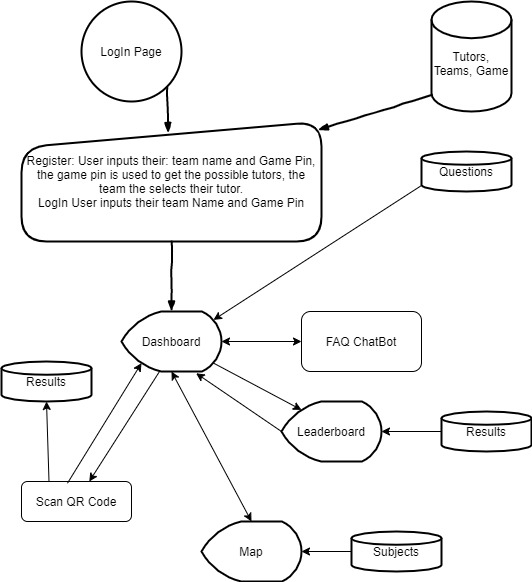 LogIn Page
Tutors,
Teams, Game
Register: User inputs their: team name and Game Pin,
the game pin is used to get the possible tutors, the
team the selects their tutor.
LogIn User inputs their team Name and Game Pin
Questions
Dashboard
FAQ ChatBot
Results
Leaderboard
Results
Scan QR Code
Map
Subjects